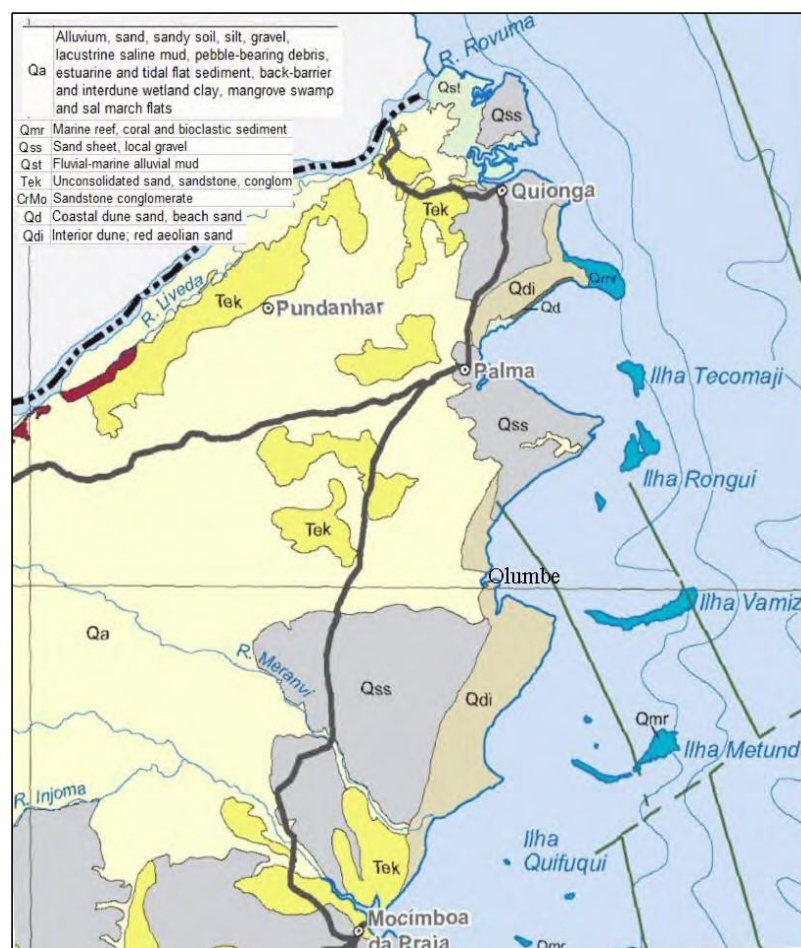 Qa
Alluvium, sand, sandy soil, silt, gravel,
lacustrine saline mud, pebble-bearing debris,
estuarine and tidal flat sediment, back-barrier
and interdune wetland clay, mangrove swamp
and sal march flats
Qmr Marine reef, coral and bioclastic sediment
Qss Sand sheet, local gravel
Qst Fluvial-marine alluvial mud
Tek Unconsolidated sand, sandstone, conglom
CrMo Sandstone conglomerate
Qd Coastal dune sand, beach sand
Qdi Interior dune; red aeolian sand
R. Rovuma
Qst
Qss
Quionga
Tek
R. Liveda
Tek
Pundanhar
Qdi
Qmr
Qd
Palma
Ilha Tecomaji
Qss
Ilha Rongui
Tek
Olumbe
Ilha Vamiz
Qa
R. Meranvi
Qss
Qdi
Qmr
Ilha Metund
R. Injoma
Ilha
Quifuqui
Tek
Mocímboa
da Praia
Qmr